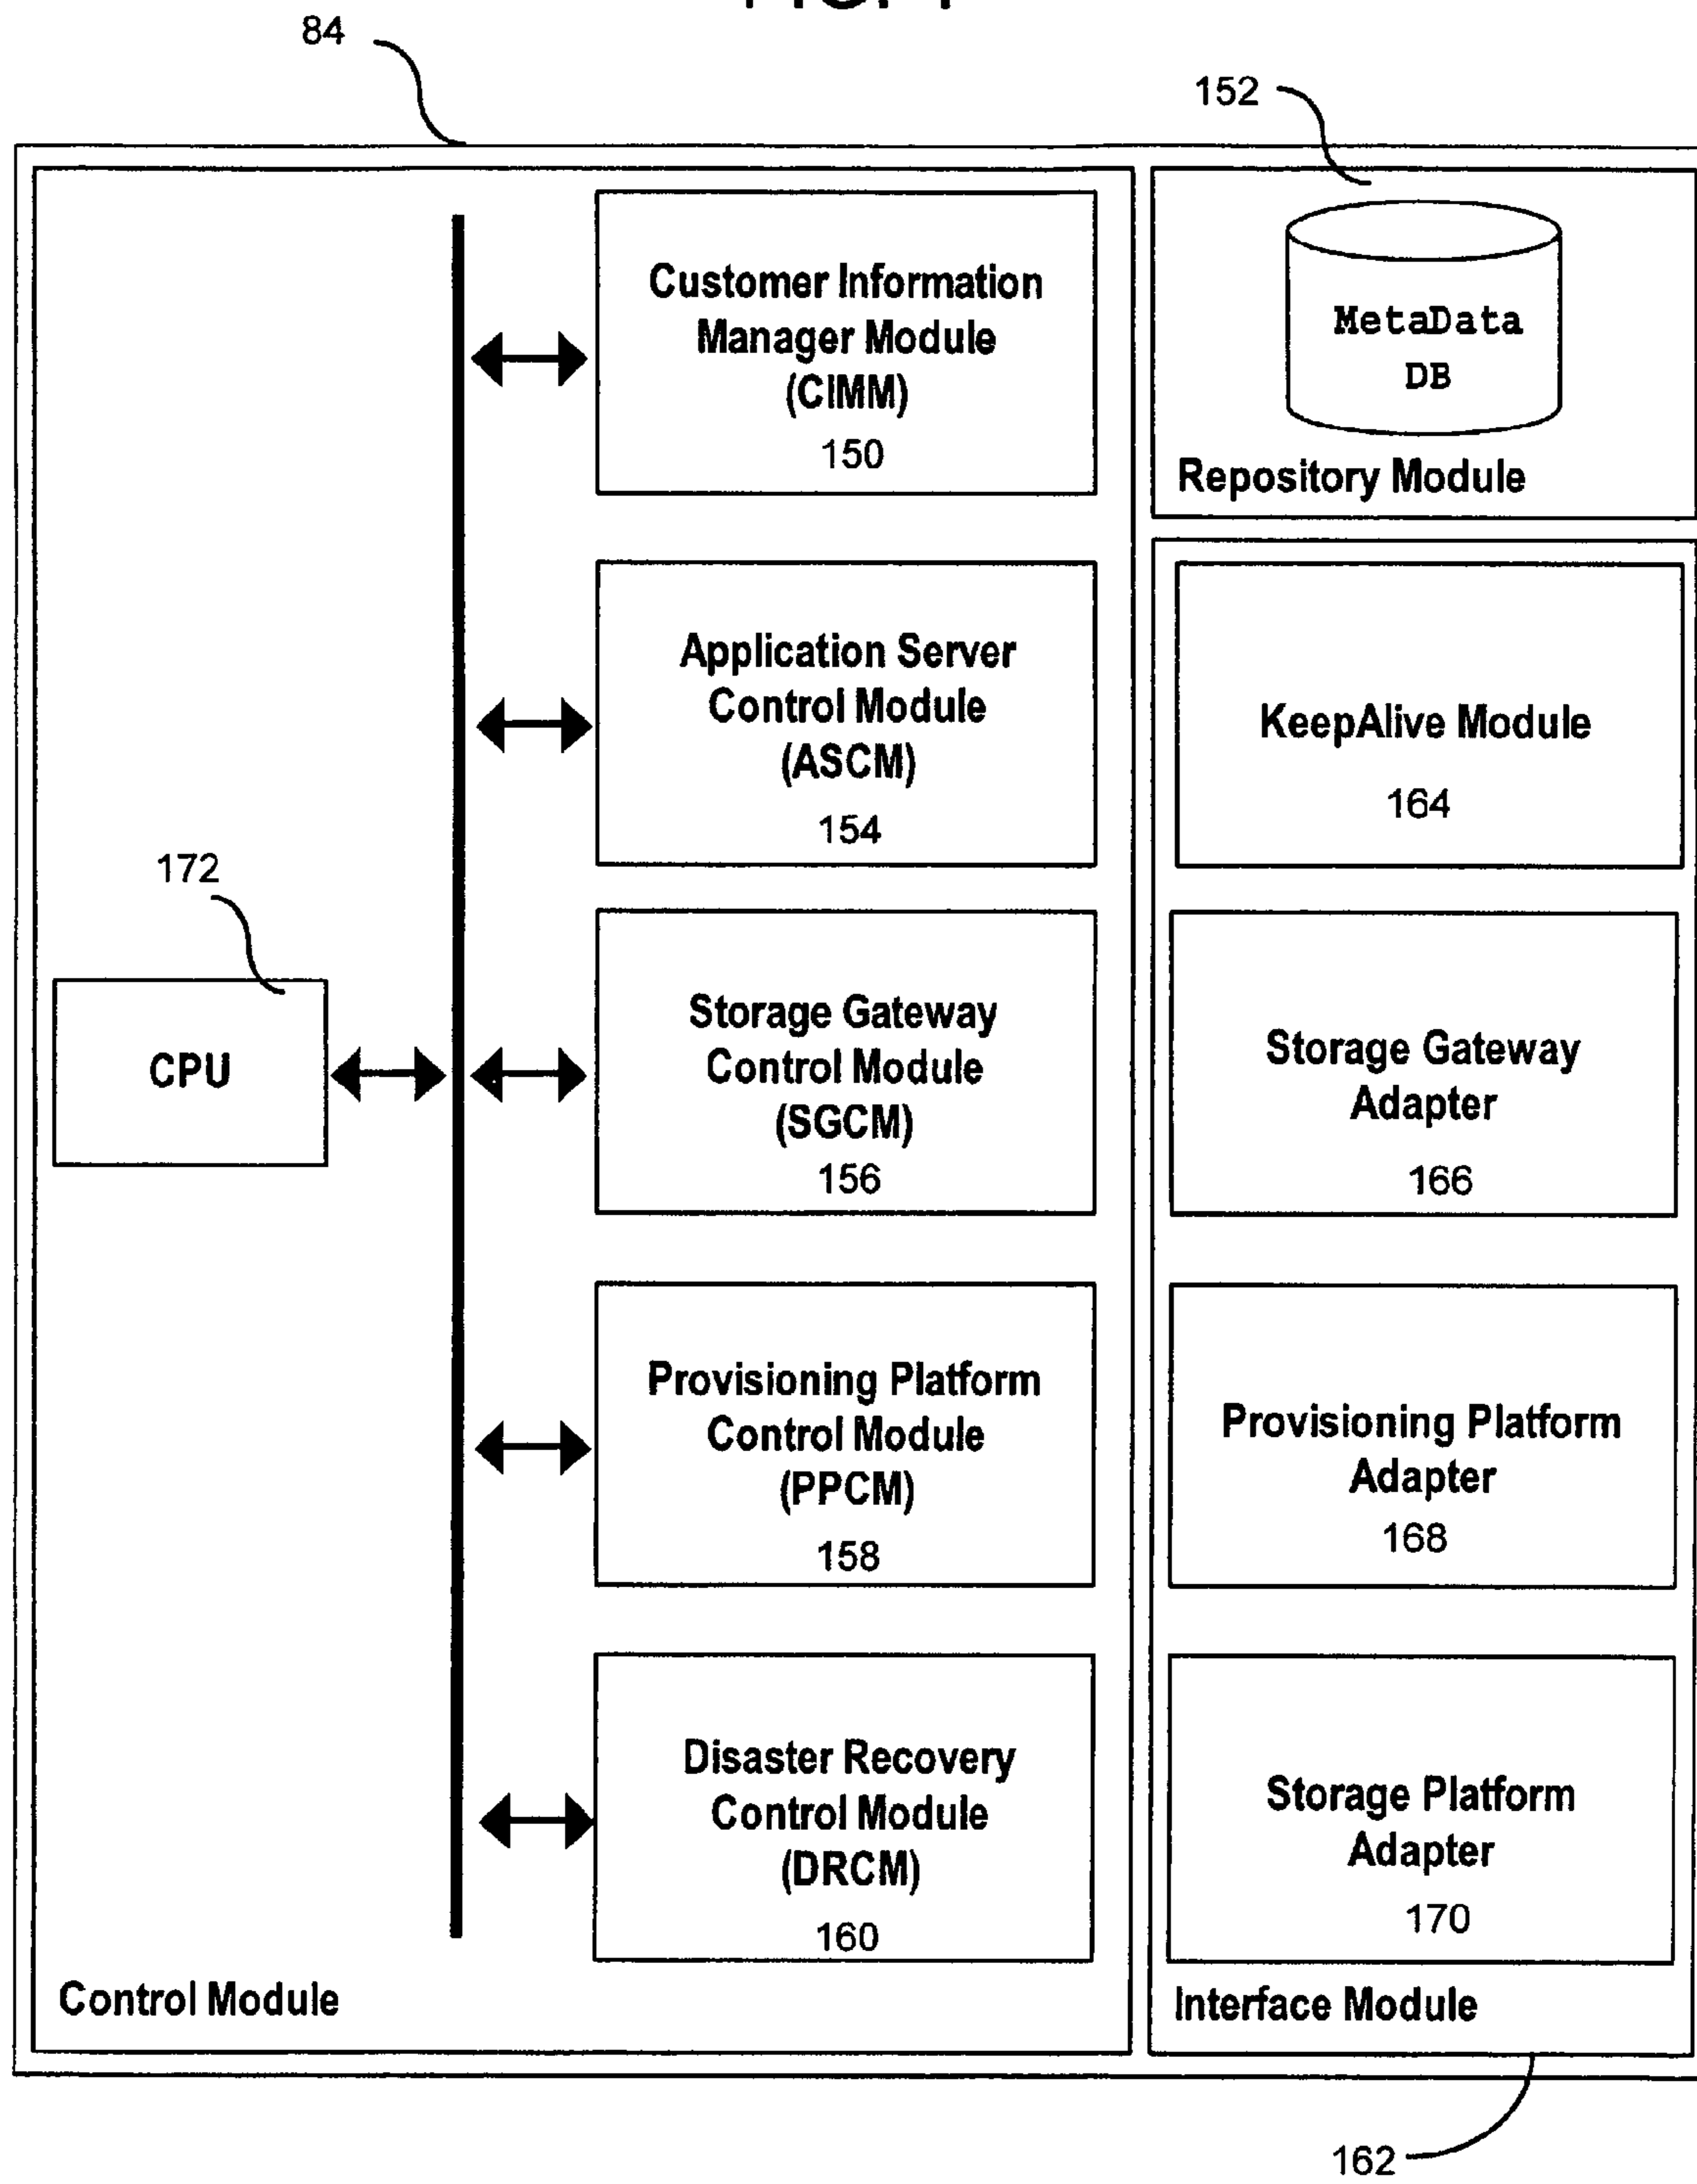 84
152
Customer Information
Manager Module
(CIMM)
150
MetaData
DB
Repository Module
Application Server
Control Module
(ASCM)
154
KeepAlive Module
164
172
CPU
Storage Gateway
Control Module
(SGCM)
156
Storage Gateway
Adapter
166
Provisioning Platform
Control Module
(PPCM)
158
Provisioning Platform
Adapter
168
Disaster Recovery
Control Module
(DRCM)
160
Storage Platform
Adapter
170
Control Module
Interface Module
162